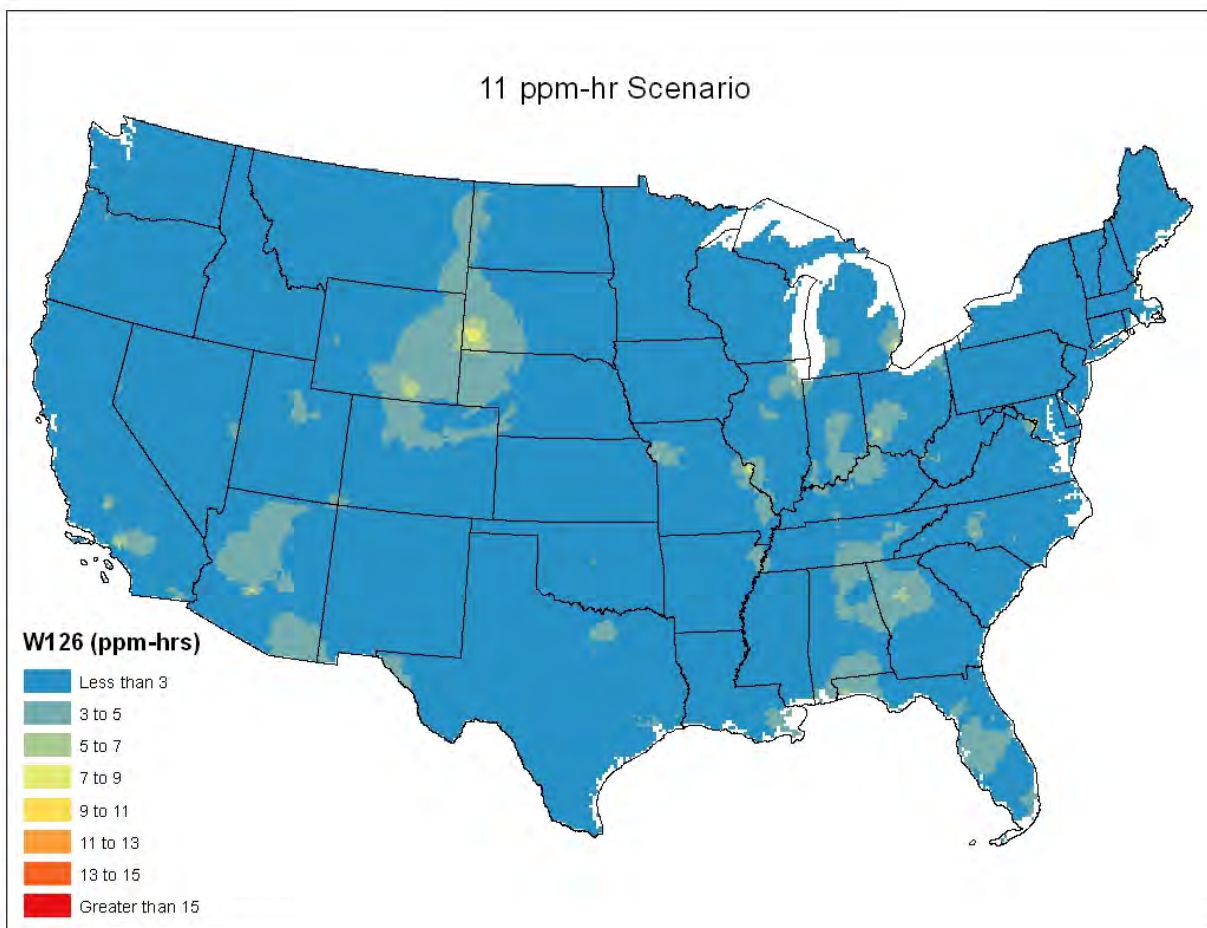 11 ppm-hr Scenario
W126 (ppm-hrs)
Less than 3
3 to 5
5 to 7
7 to 9
9 to 11
11 to 13
13 to 15
Greater than 15